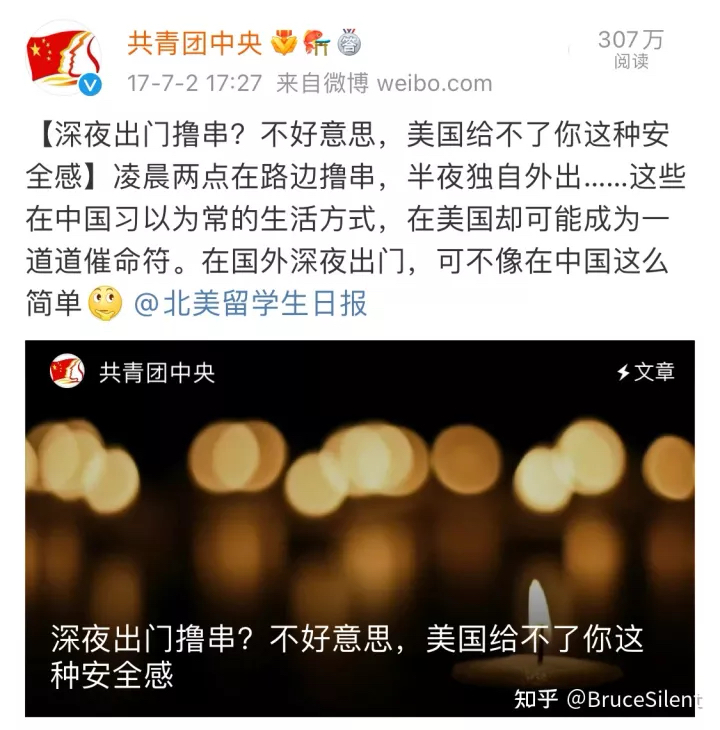 共青团中央
307万
阅读
17-7-2 17:27 来自微博 weibo.com
【深夜出门撸串？不好意思，美国给不了你这种安
全感】凌晨两点在路边撸串，半夜独自外出......这些
在中国习以为常的生活方式，在美国却可能成为一
道道催命符。在国外深夜出门，可不像在中国这么
简单 @北美留学生日报
共青团中央
文章
深夜出门撸串？不好意思，美国给不了你这
种安全感
知乎 @BruceSilent